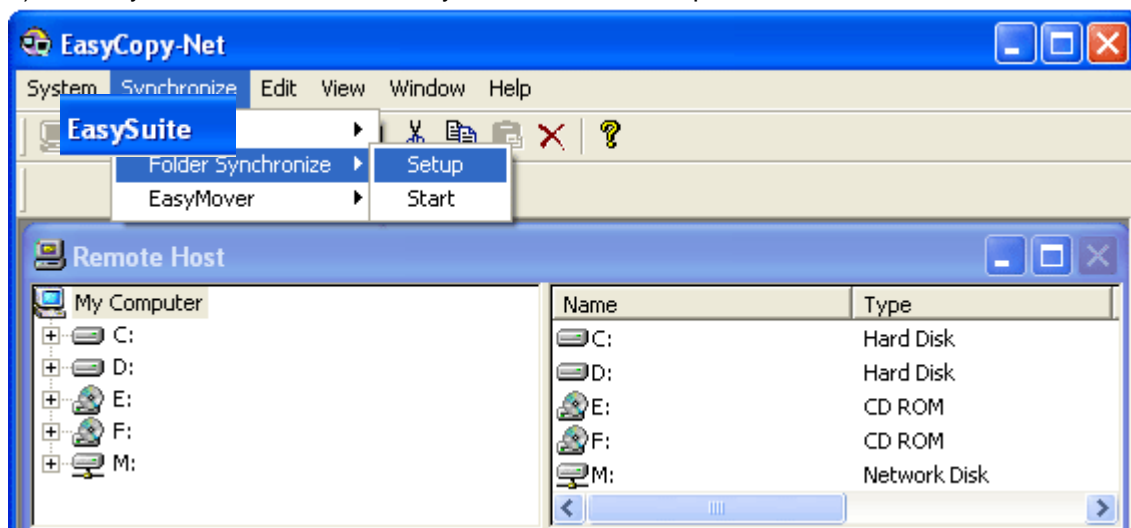 EasyCopy-Net
System Synchronize Edit View Window Help
EasySuite
Folder Synchronize
Setup
EasyMover
Start
Remote Host
My Computer
C:
D:
E:
F:
M:
Name Type
C: Hard Disk
D: Hard Disk
E: CD ROM
F: CD ROM
M: Network Disk